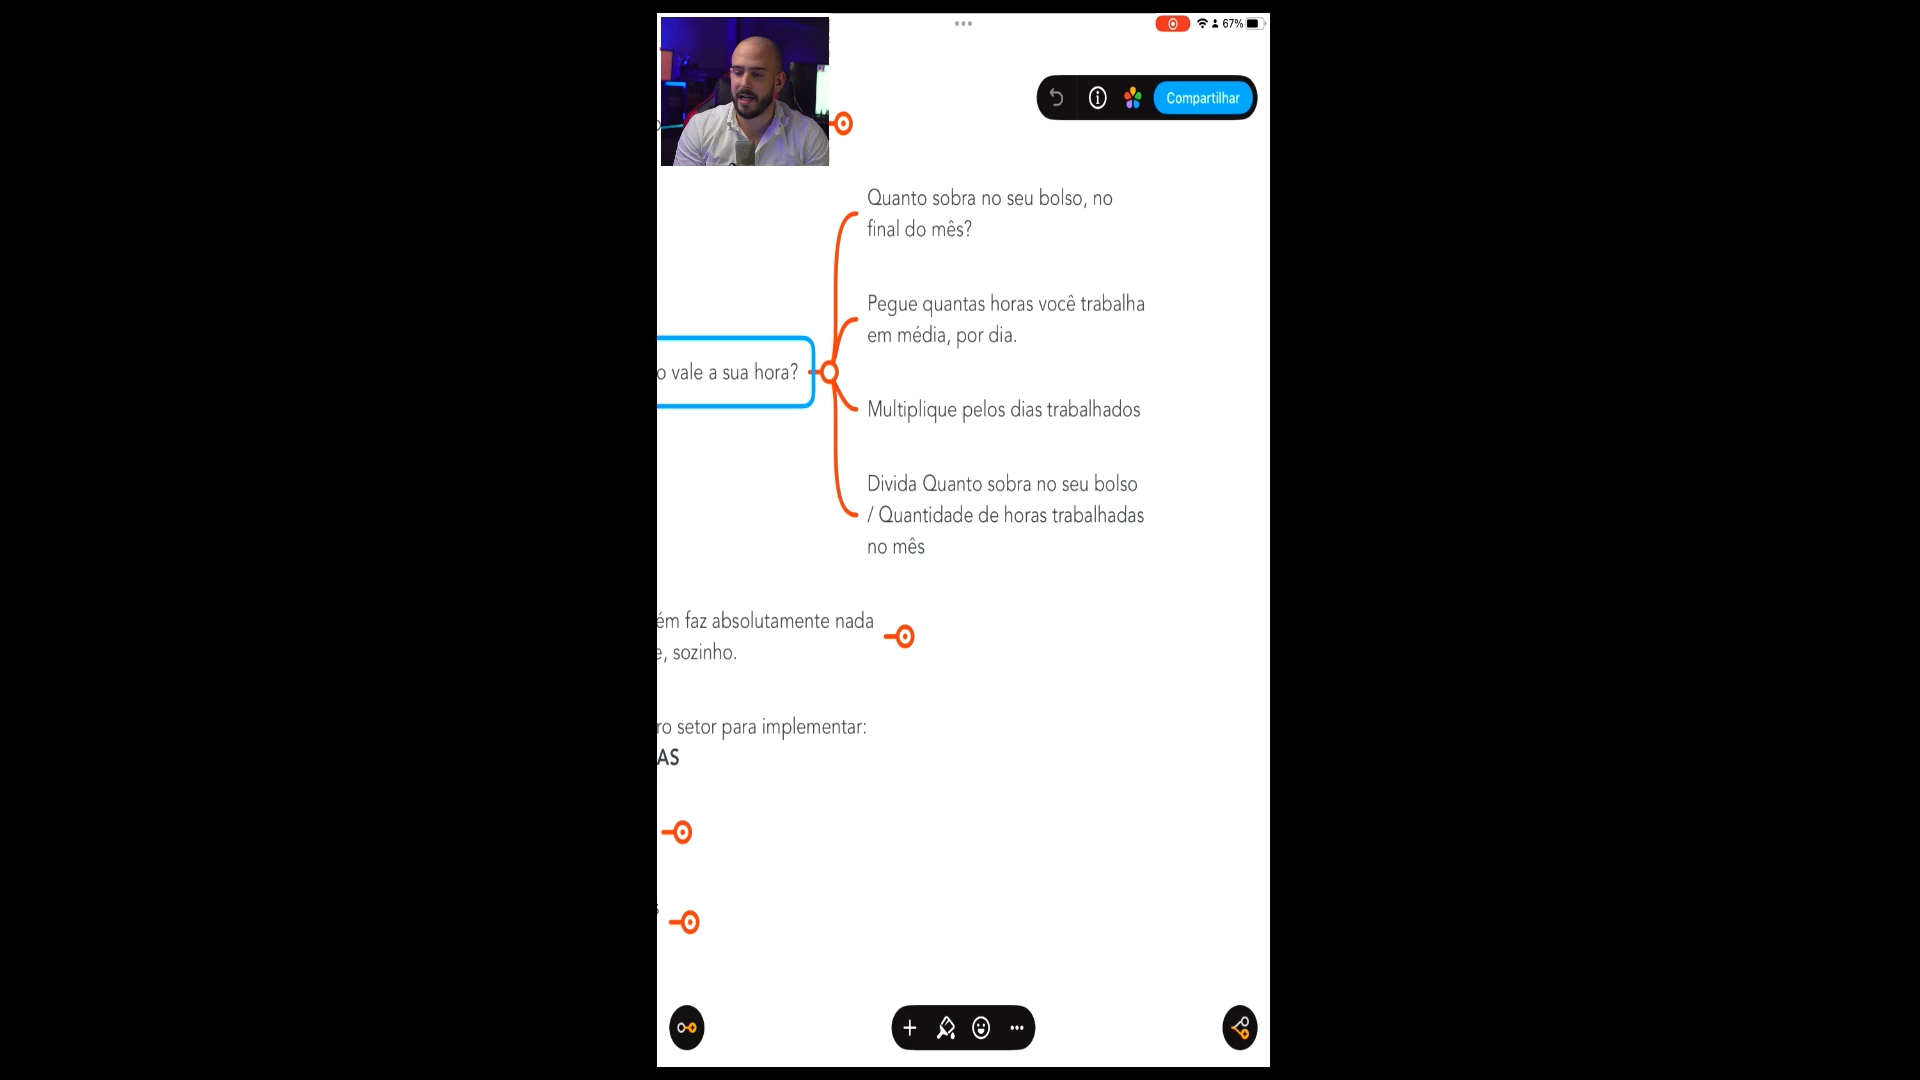 67%
Compartilhar
Quanto sobra no seu bolso, no
final do mês?
Pegue quantas horas você trabalha
em média, por dia.
o vale a sua hora?
Multiplique pelos dias trabalhados
Divida Quanto sobra no seu bolso
/ Quantidade de horas trabalhadas
no mês
ém faz absolutamente nada
e, sozinho.
ro setor para implementar:
AS